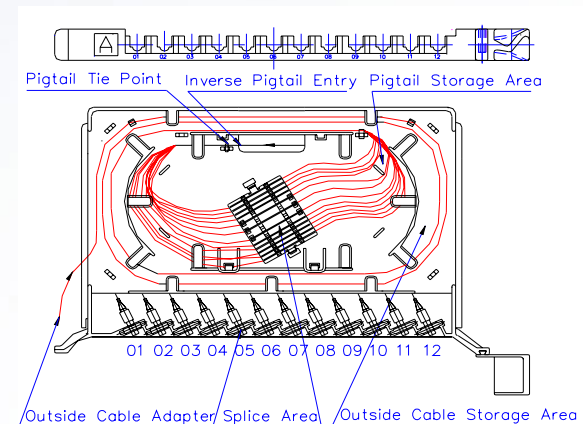 A
01 02 03 04 05 06 07 08 09 10 11 12
Pigtail Tie Point Inverse Pigtail Entry Pigtail Storage Area
01 02 03 04 05 06 07 08 09 10 11 12
Outside Cable Adapter Splice Area Outside Cable Storage Area